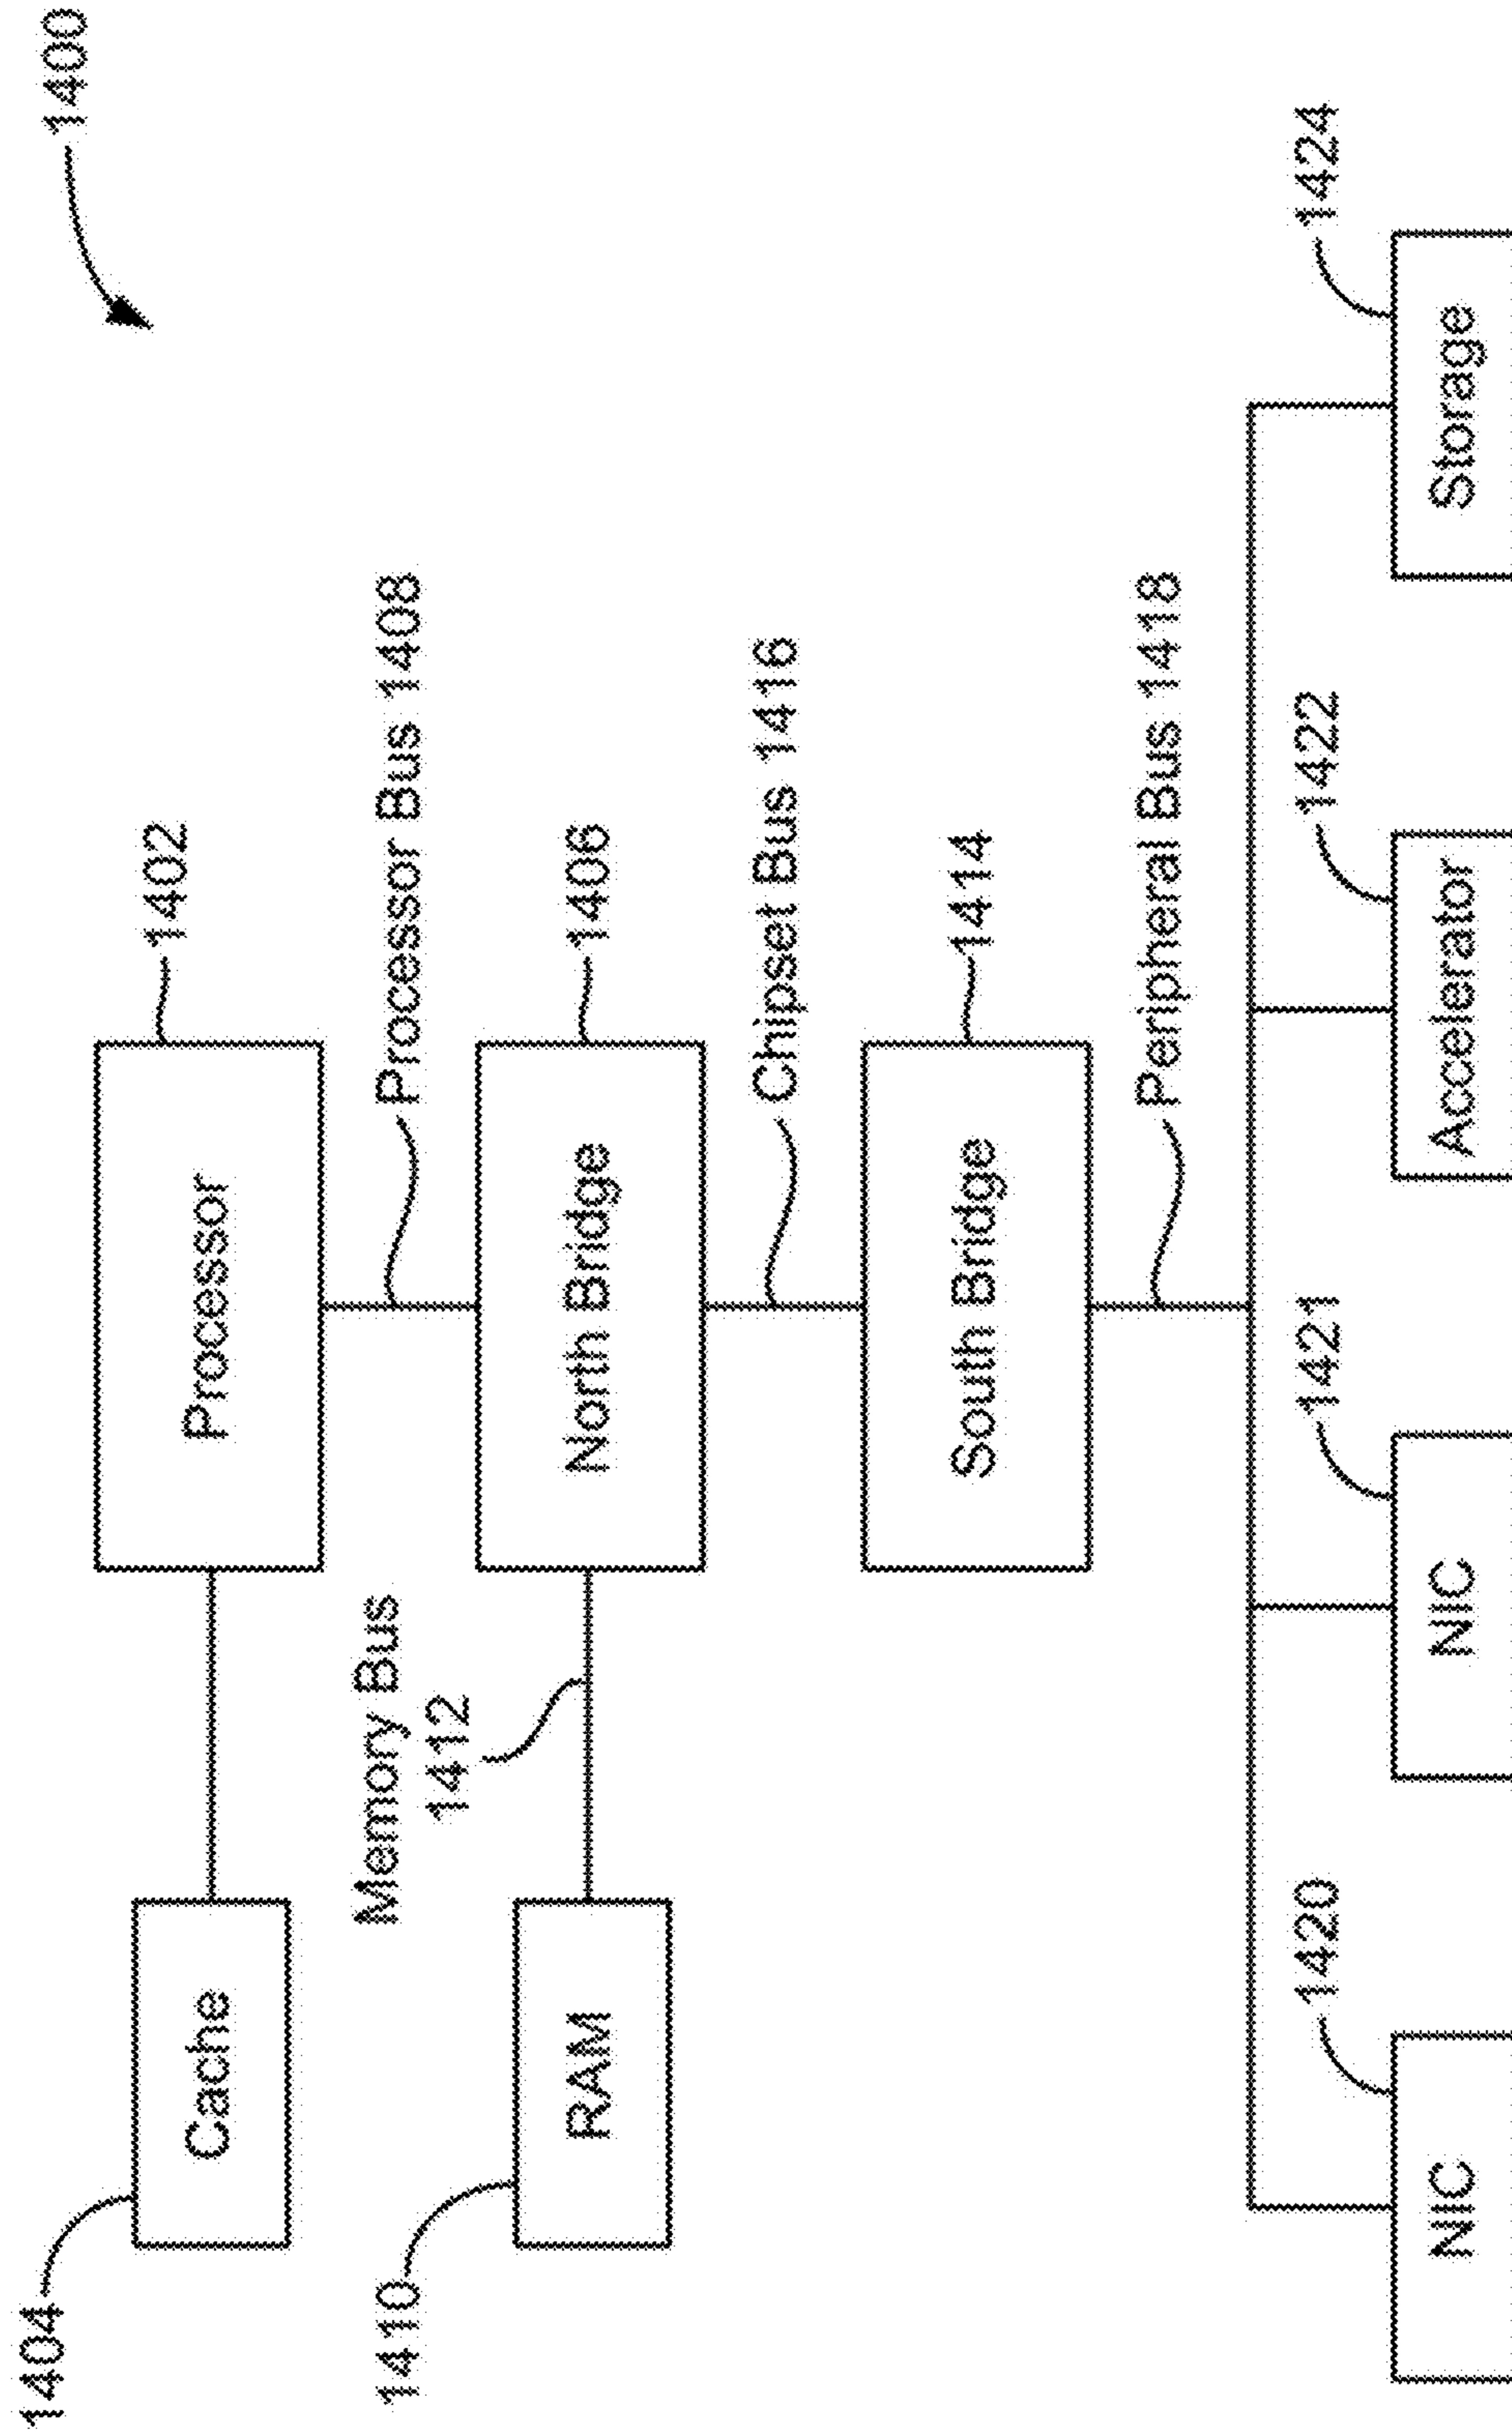 1400
1404
Cache
Processor
1402
Memory Bus
1412
Processor Bus 1408
1410
RAM
North Bridge
1406
Chipset Bus 1416
South Bridge
1414
Peripheral Bus 1418
1420
1421
1422
1424
NIC
NIC
Accelerator
Storage